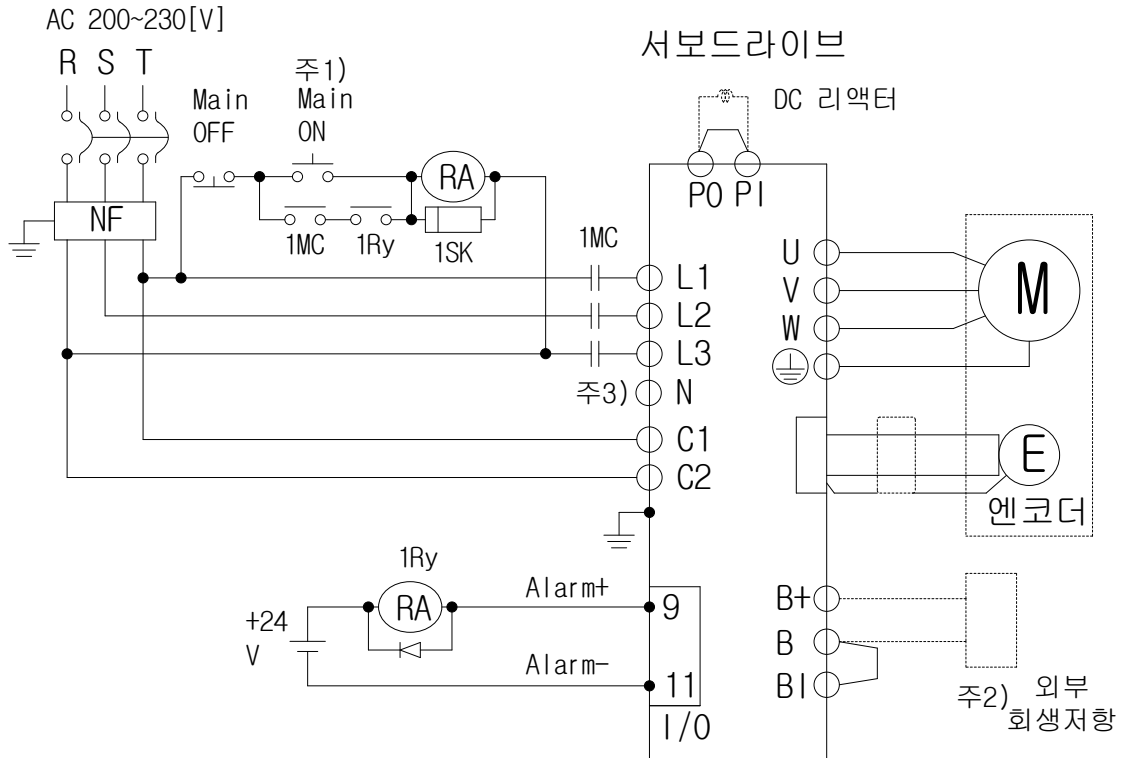 AC 200~230[V]
R S T
서보드라이브
DC 리액터
주1)
Main
OFF
Main
ON
RA
PO PI
NF
1MC
1Ry
1SK
1MC
L1
L2
L3
주3)
N
C1
C2
U
V
W
M
E
엔코더
1Ry
RA
+24
V
Alarm+
9
Alarm-
11
I/O
B+
B
BI
주2)
외부
회생저항